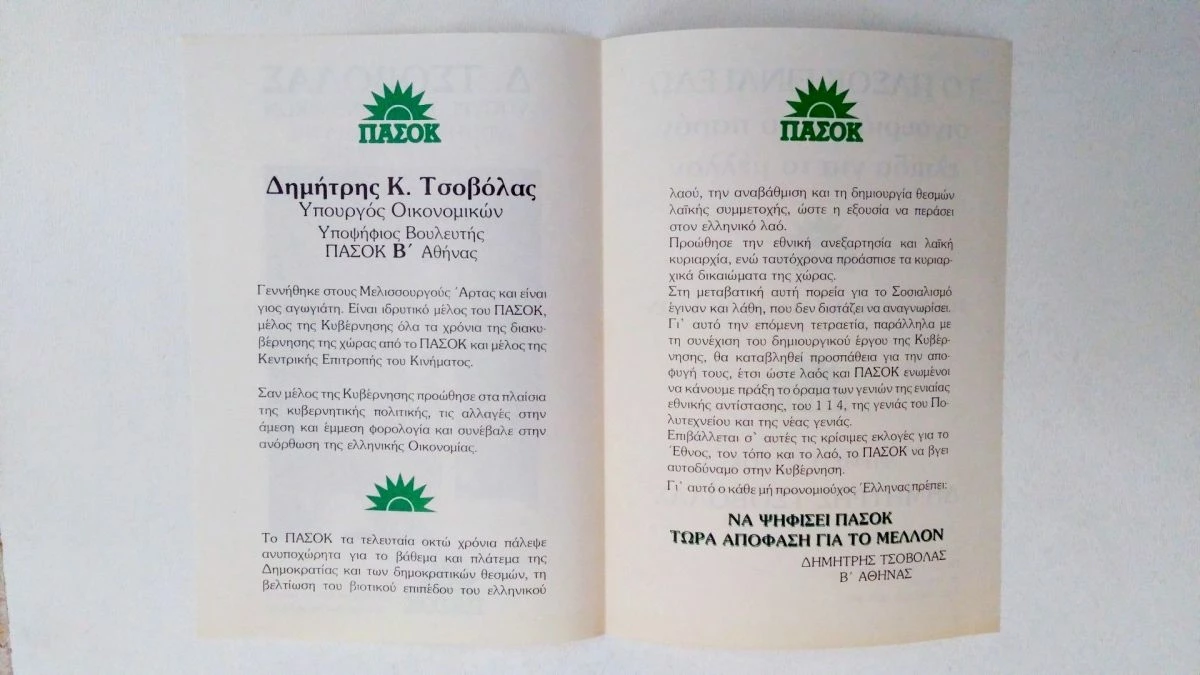 ΠΑΣΟΚ
Δημήτρης Κ. Τσοβόλας
Υπουργός Οικονομικών
Υποψήφιος Βουλευτής
ΠΑΣΟΚ Β΄ Αθήνας
Γεννήθηκε στους Μελισσουργούς Άρτας και είναι
γιος αγωγιάτη. Είναι ιδρυτικό μέλος του ΠΑΣΟΚ,
μέλος της Κυβέρνησης όλα τα χρόνια της διακυ-
βέρνησης της χώρας από το ΠΑΣΟΚ και μέλος της
Κεντρικής Επιτροπής του Κινήματος.
Σαν μέλος της Κυβέρνησης προώθησε στα πλαίσια
της κυβερνητικής πολιτικής, τις αλλαγές στην
άμεση και έμμεση φορολογία και συνέβαλε στην
ανόρθωση της ελληνικής Οικονομίας.
Το ΠΑΣΟΚ τα τελευταία οκτώ χρόνια πάλεψε
ανυποχώρητα για το βάθεμα και πλάτεμα της
Δημοκρατίας και των δημοκρατικών θεσμών, τη
βελτίωση του βιοτικού επιπέδου του ελληνικού
ΠΑΣΟΚ
λαού, την αναβάθμιση και τη δημιουργία θεσμών
λαϊκής συμμετοχής, ώστε η εξουσία να περάσει
στον ελληνικό λαό.
Προώθησε την εθνική ανεξαρτησία και λαϊκή
κυριαρχία, ενώ ταυτόχρονα προάσπισε τα κυριαρ-
χικά δικαιώματα της χώρας.
Στη μεταβατική αυτή πορεία για το Σοσιαλισμό
έγιναν και λάθη, που δεν διστάζει να αναγνωρίσει.
Γι' αυτό την επόμενη τετραετία, παράλληλα με
τη συνέχιση του δημιουργικού έργου της Κυβέρ-
νησης, θα καταβληθεί προσπάθεια για την απο-
φυγή τους, έτσι ώστε λαός και ΠΑΣΟΚ ενωμένοι
να κάνουμε πράξη το όραμα των γενιών της ενιαίας
εθνικής αντίστασης, του 114, της γενιάς του Πο-
λυτεχνείου και της νέας γενιάς.
Επιβάλλεται σ' αυτές τις κρίσιμες εκλογές για το
Έθνος, τον τόπο και το λαό, το ΠΑΣΟΚ να βγει
αυτοδύναμο στην Κυβέρνηση.
Γι' αυτό ο κάθε μή προνομιούχος Έλληνας πρέπει:
ΝΑ ΨΗΦΙΣΕΙ ΠΑΣΟΚ
ΤΩΡΑ ΑΠΟΦΑΣΗ ΓΙΑ ΤΟ ΜΕΛΛΟΝ
ΔΗΜΗΤΡΗΣ ΤΣΟΒΟΛΑΣ
Β' ΑΘΗΝΑΣ